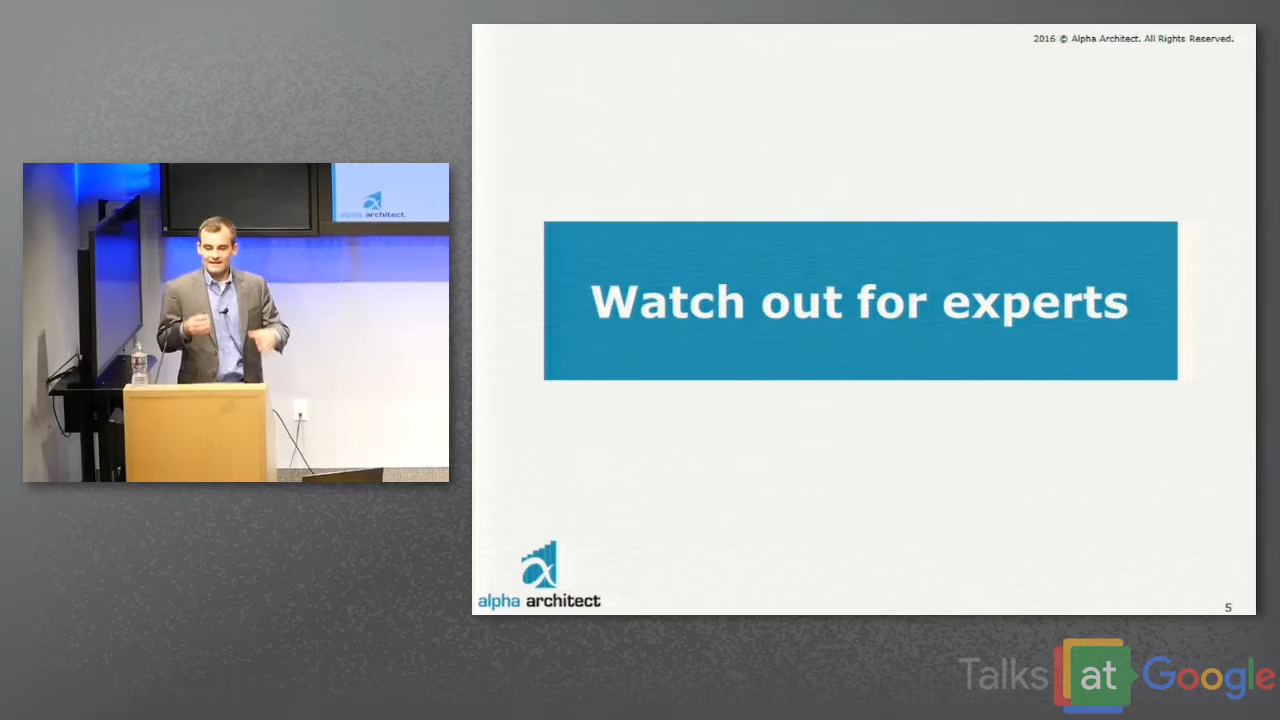 2016 © Alpha Architect. All Rights Reserved.
alpha architect
Watch out for experts
alpha architect
5
Talks at Google